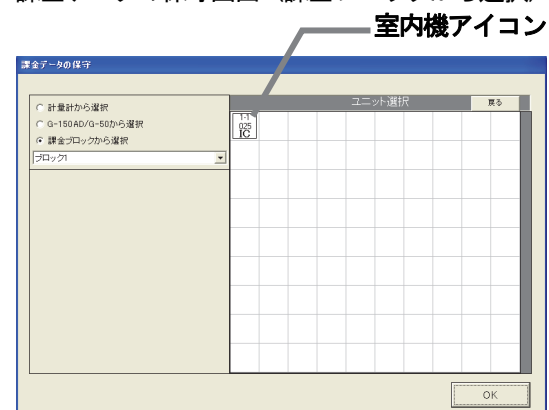 室内機アイコン
課金データの保守
計量計から選択
G-150AD/G-50から選択
課金ブロックから選択
ブロック1
ユニット選択
戻る
1-1
025
IC
OK